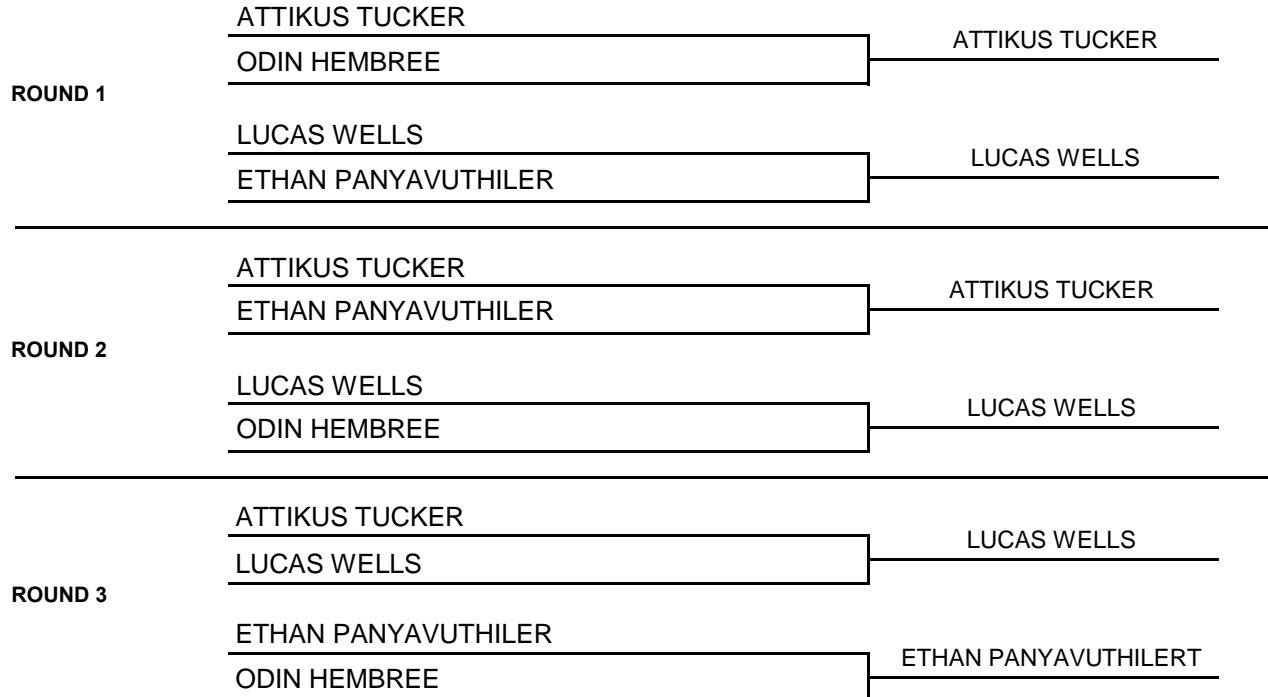 ATTIKUS TUCKER
ATTIKUS TUCKER
ODIN HEMBREE
ROUND 1
LUCAS WELLS
LUCAS WELLS
ETHAN PANYAVUTHILER
ATTIKUS TUCKER
ATTIKUS TUCKER
ETHAN PANYAVUTHILER
ROUND 2
LUCAS WELLS
LUCAS WELLS
ODIN HEMBREE
ATTIKUS TUCKER
LUCAS WELLS
LUCAS WELLS
ROUND 3
ETHAN PANYAVUTHILER
ETHAN PANYAVUTHILERT
ODIN HEMBREE